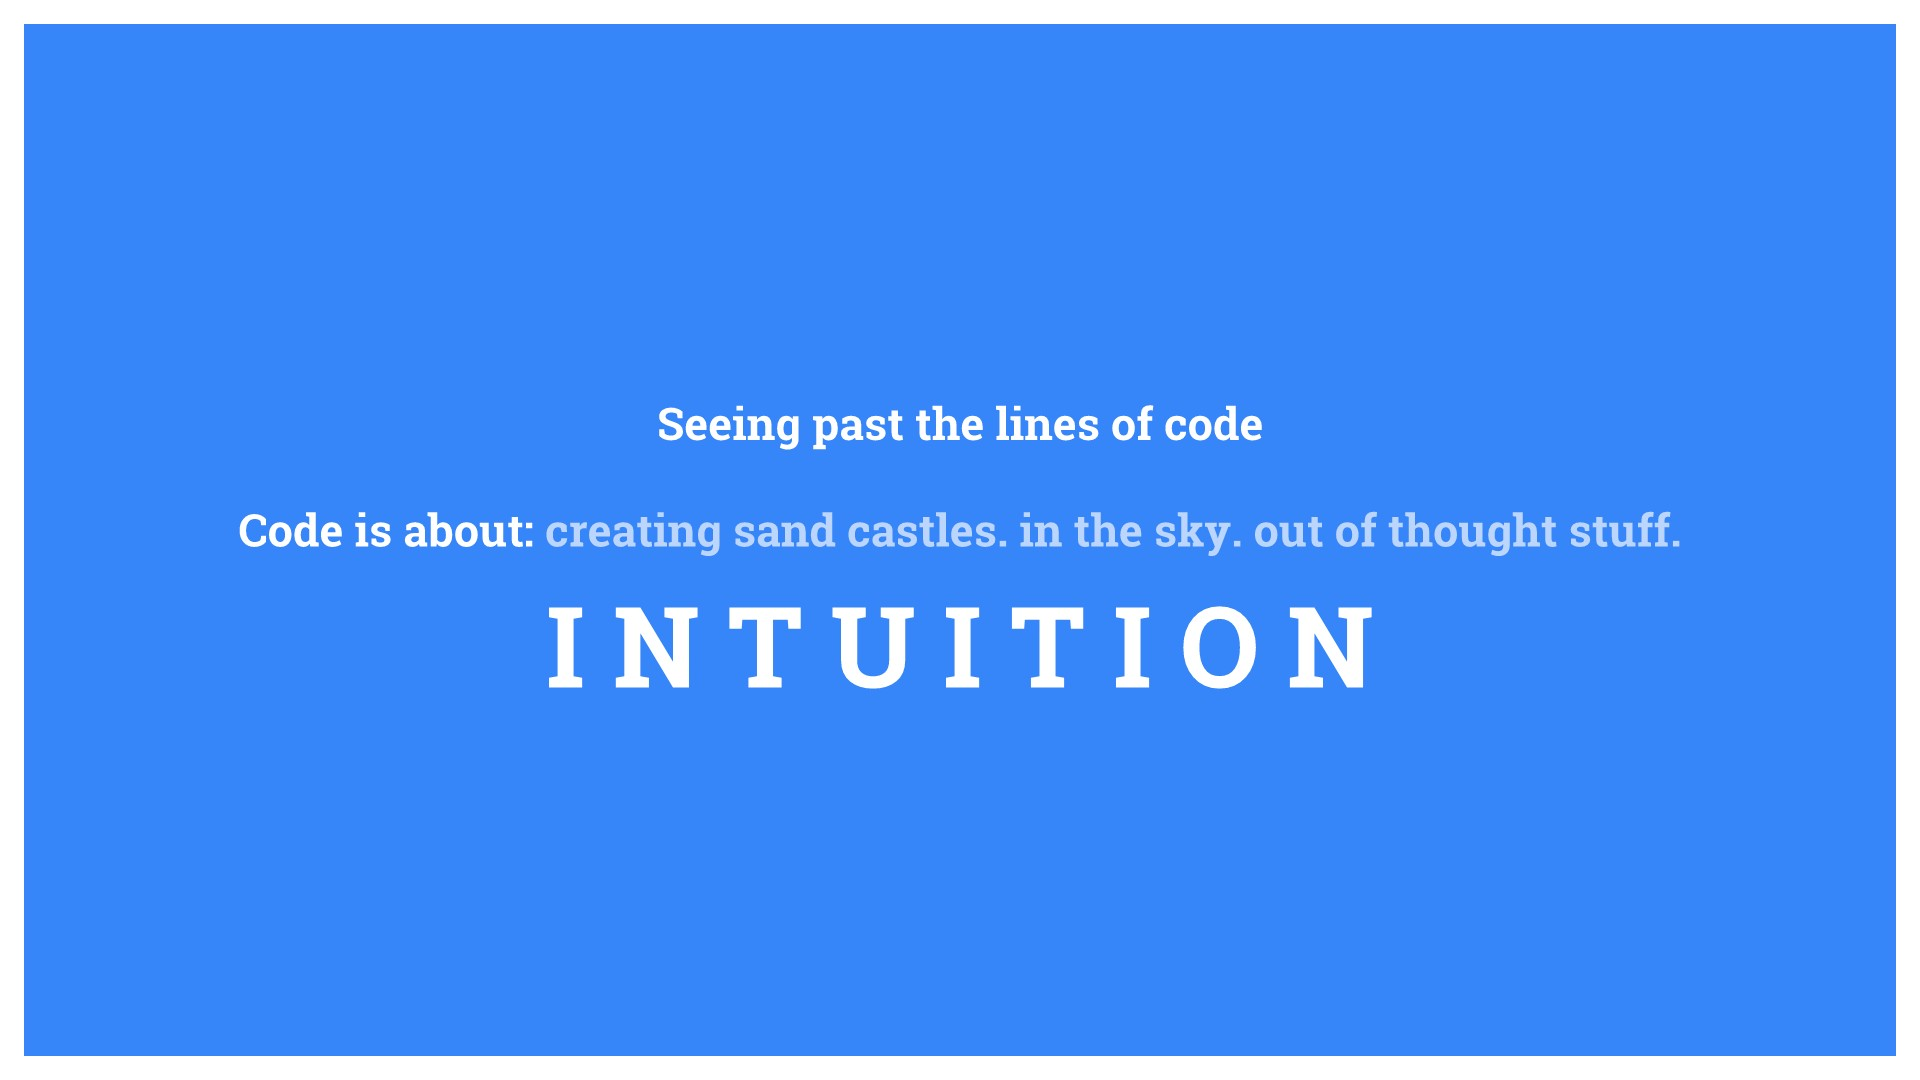 Seeing past the lines of code
Code is about: creating sand castles. in the sky. out of thought stuff.
INTUITION